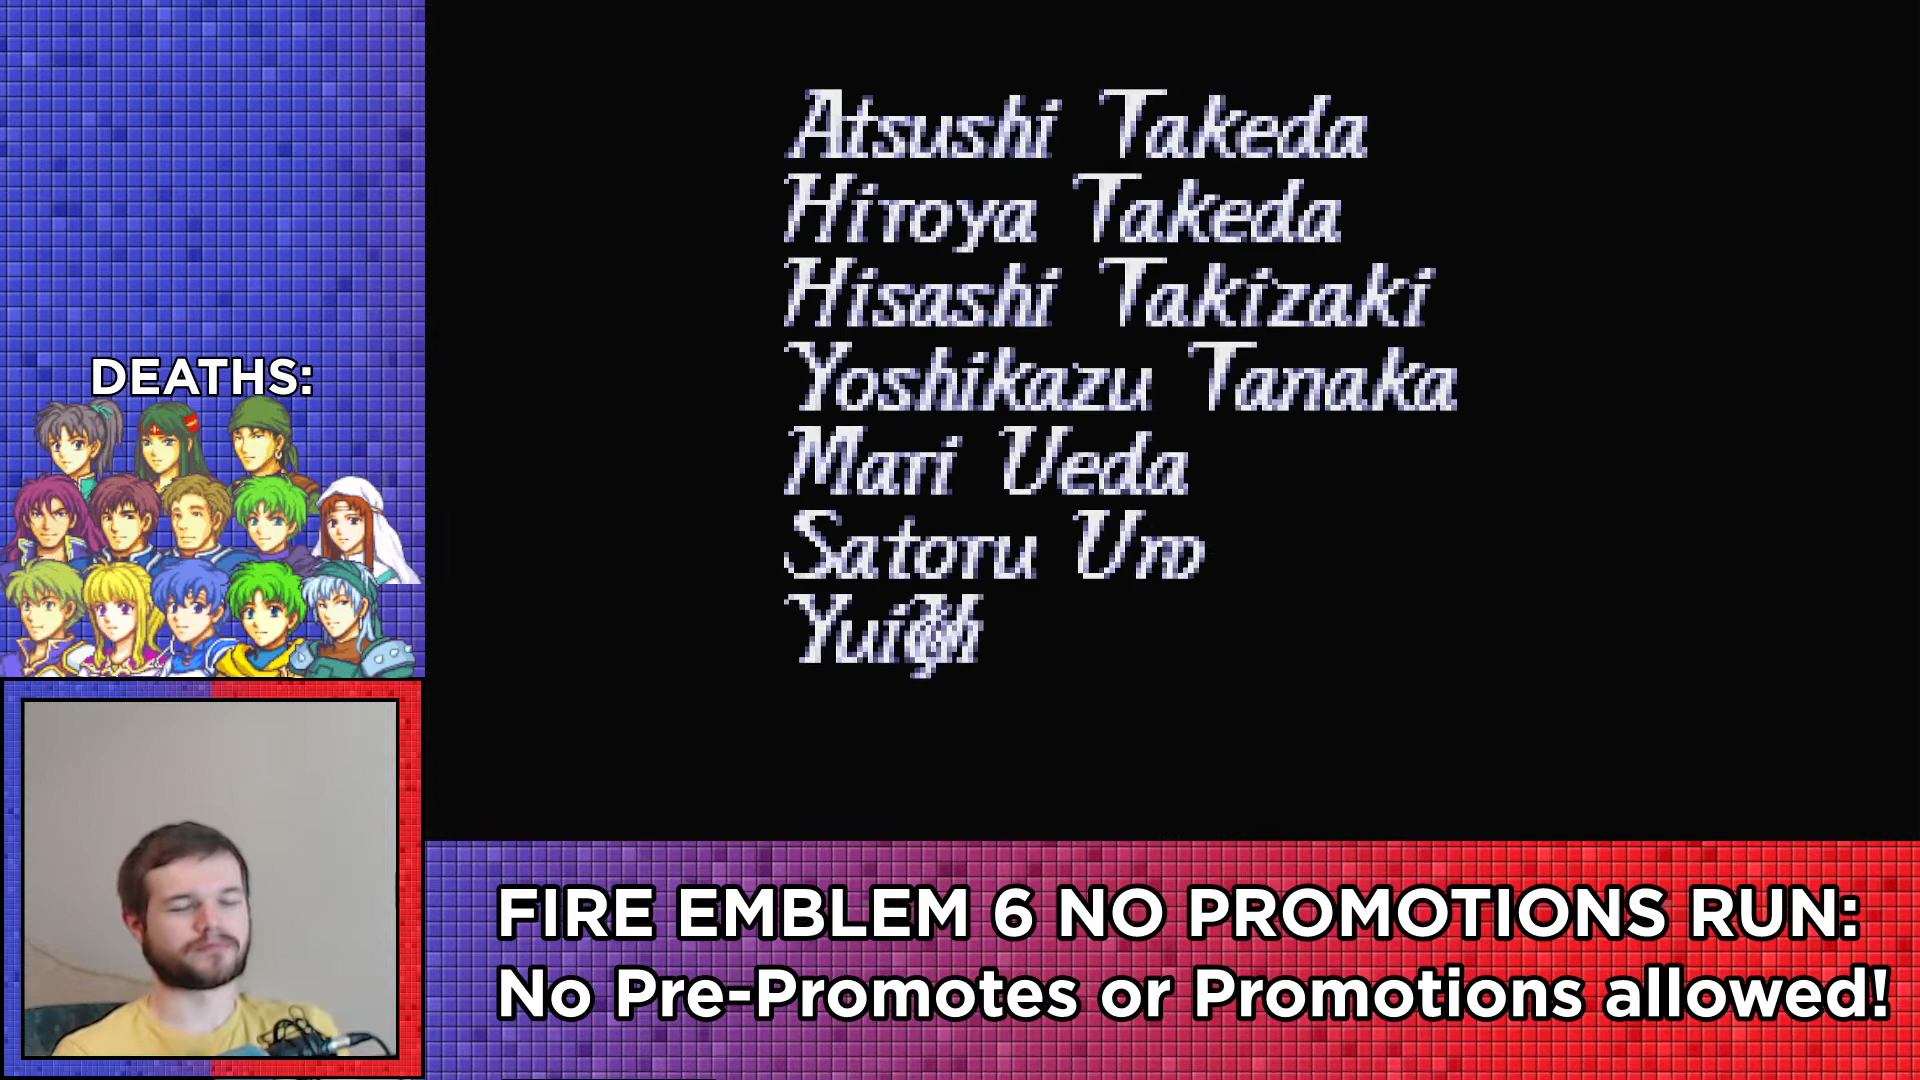 Atsushi Takeda
Hiroya Takeda
Hisashi Takizaki
Yoshikazu Tanaka
Mari Ueda
Satoru Uno
DEATHS:
FIRE EMBLEM 6 NO PROMOTIONS RUN:
No Pre-Promotes or Promotions allowed!